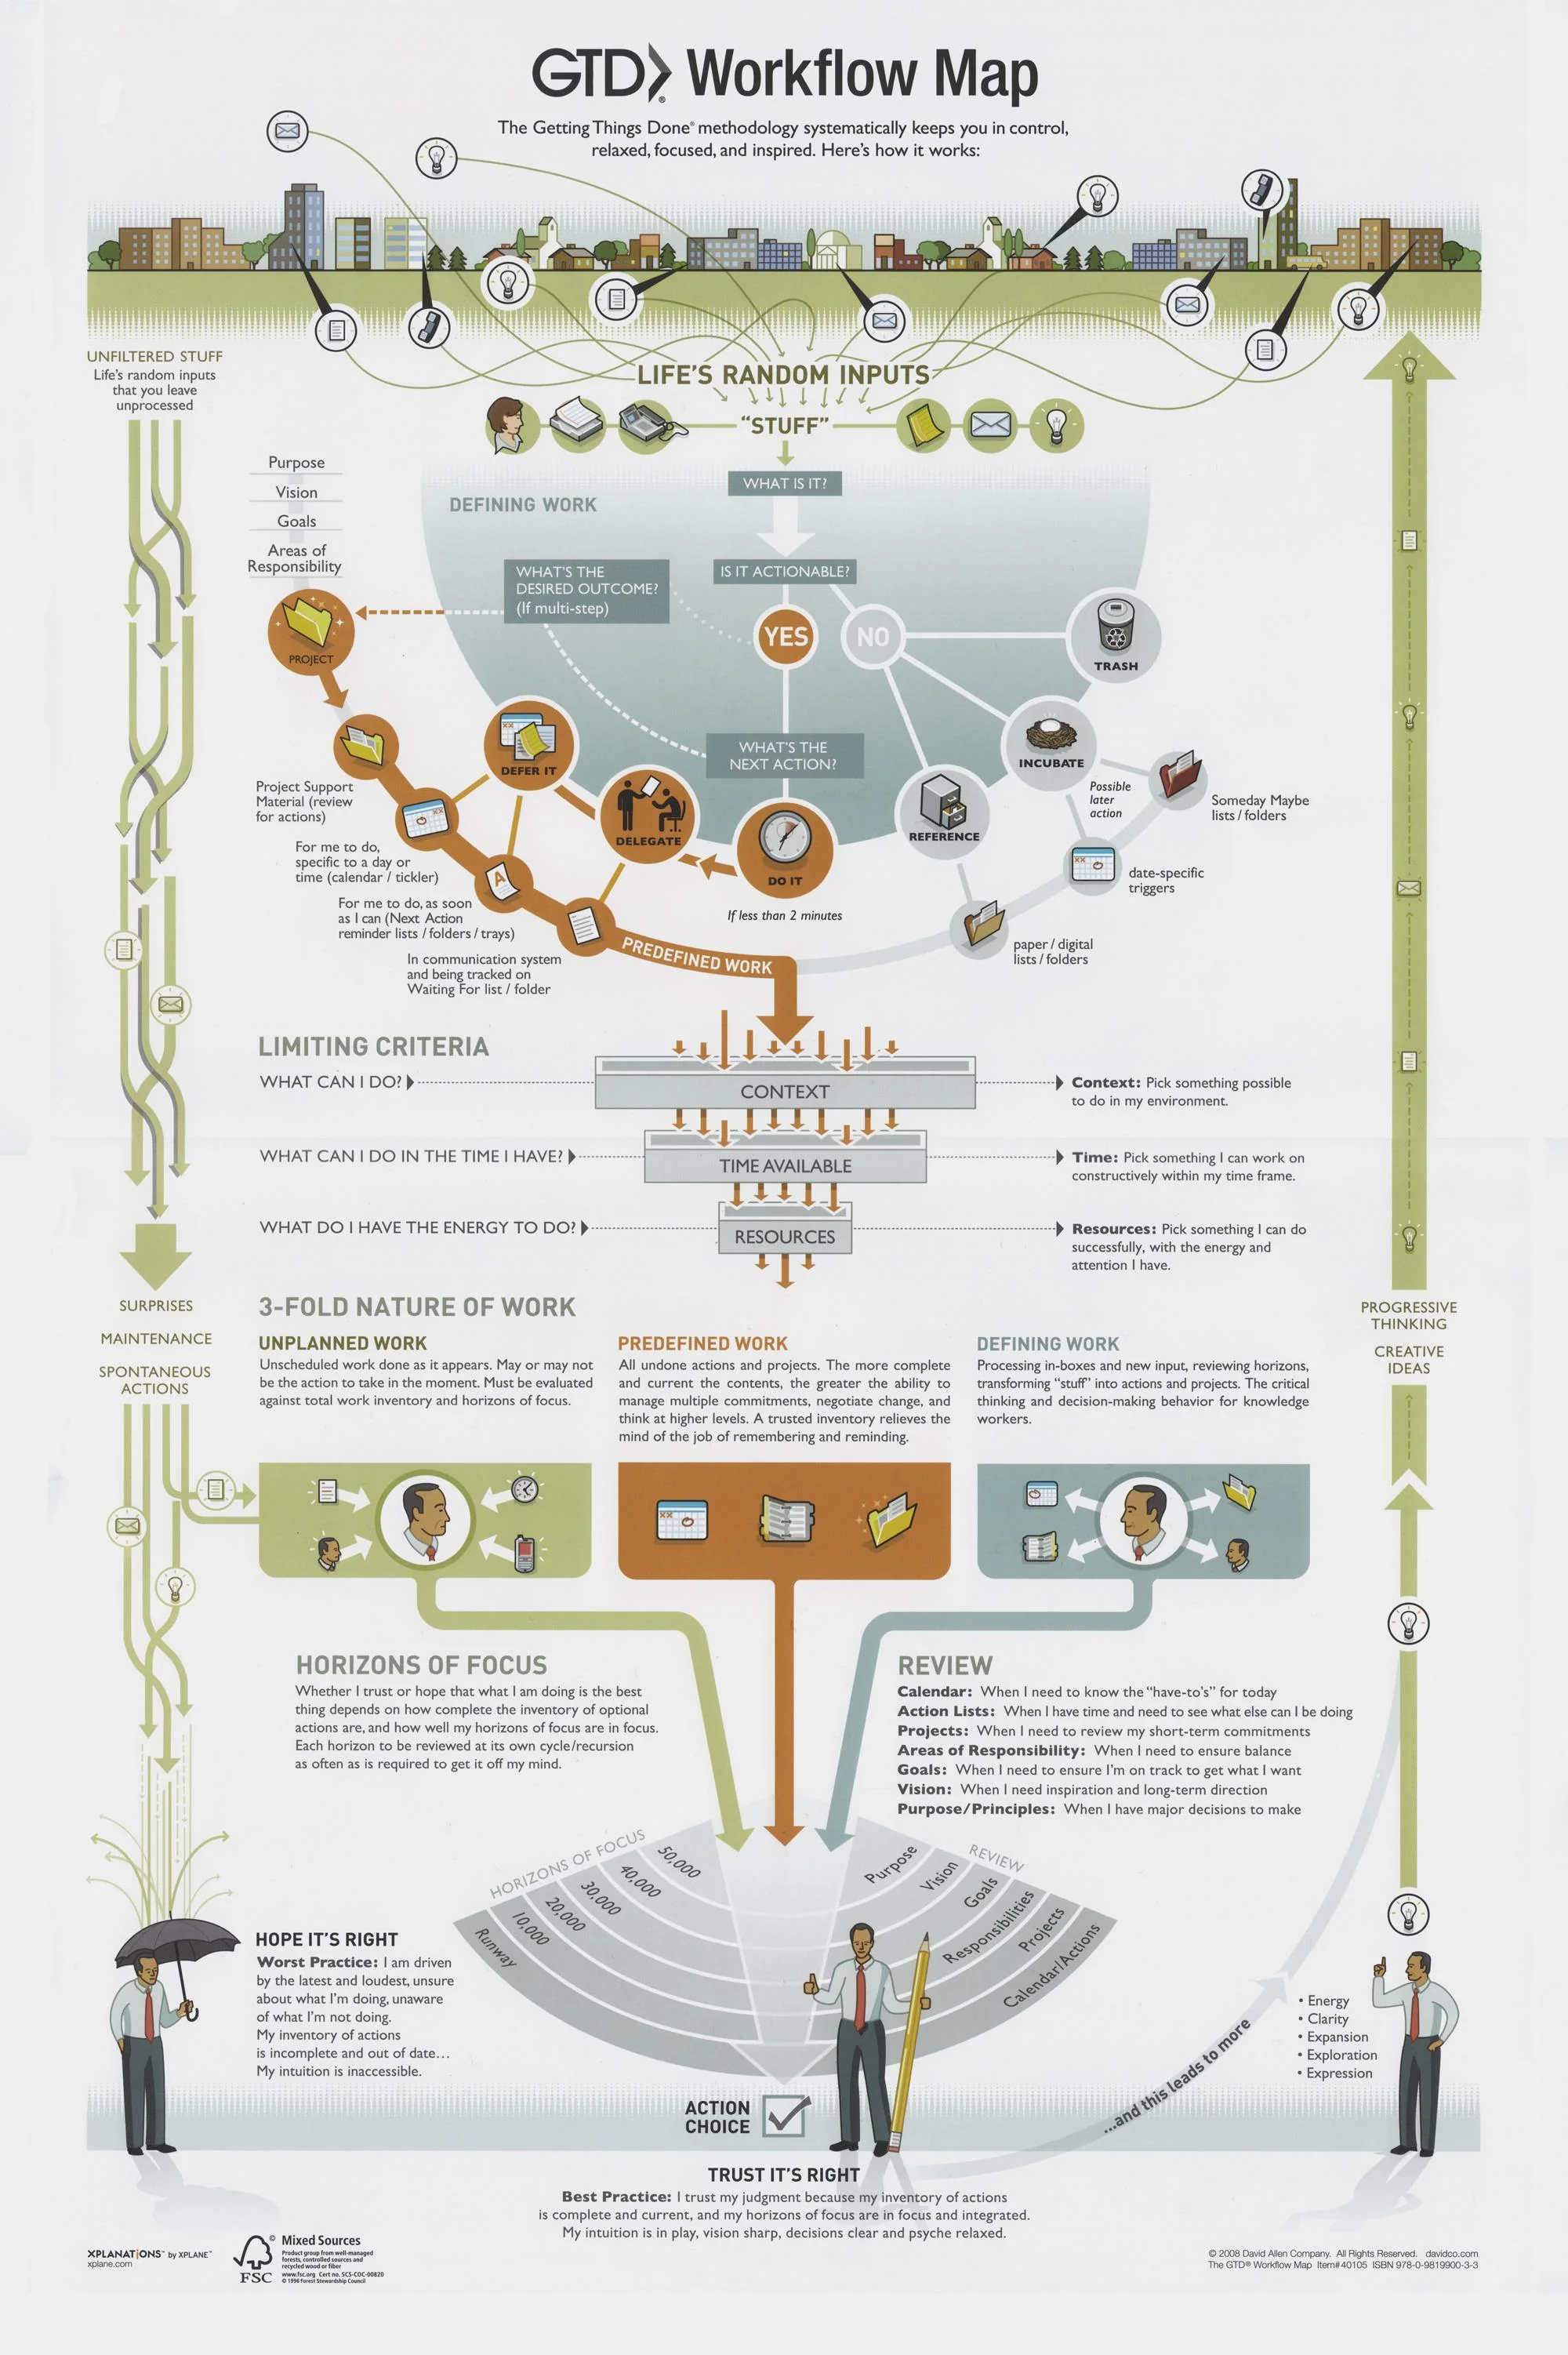 GTD® Workflow Map
The Getting Things Done® methodology systematically keeps you in control,
relaxed, focused, and inspired. Here's how it works:
UNFILTERED STUFF
Life's random inputs
that you leave
unprocessed
LIFE'S RANDOM INPUTS
"STUFF"
Purpose
Vision
Goals
Areas of
Responsibility
DEFINING WORK
WHAT IS IT?
WHAT'S THE
DESIRED OUTCOME?
(If multi-step)
IS IT ACTIONABLE?
YES
NO
TRASH
PROJECT
DEFER IT
WHAT'S THE
NEXT ACTION?
INCUBATE
DELEGATE
DO IT
REFERENCE
Possible
later
action
Someday Maybe
lists / folders
Project Support
Material (review
for actions)
For me to do,
specific to a day or
time (calendar / tickler)
A
date-specific
triggers
For me to do, as soon
as I can (Next Action
reminder lists / folders / trays)
If less than 2 minutes
In communication system
and being tracked on
Waiting For list / folder
PREDEFINED WORK
paper / digital
lists / folders
LIMITING CRITERIA
WHAT CAN I DO?
CONTEXT
Context: Pick something possible
to do in my environment.
WHAT CAN I DO IN THE TIME I HAVE?
TIME AVAILABLE
Time: Pick something I can work on
constructively within my time frame.
WHAT DO I HAVE THE ENERGY TO DO?
RESOURCES
Resources: Pick something I can do
successfully, with the energy and
attention I have.
SURPRISES
MAINTENANCE
SPONTANEOUS
ACTIONS
PROGRESSIVE
THINKING
CREATIVE
IDEAS
3-FOLD NATURE OF WORK
UNPLANNED WORK
Unscheduled work done as it appears. May or may not
be the action to take in the moment. Must be evaluated
against total work inventory and horizons of focus.
PREDEFINED WORK
All undone actions and projects. The more complete
and current the contents, the greater the ability to
manage multiple commitments, negotiate change, and
think at higher levels. A trusted inventory relieves the
mind of the job of remembering and reminding.
DEFINING WORK
Processing in-boxes and new input, reviewing horizons,
transforming "stuff" into actions and projects. The critical
thinking and decision-making behavior for knowledge
workers.
HORIZONS OF FOCUS
Whether I trust or hope that what I am doing is the best
thing depends on how complete the inventory of optional
actions are, and how well my horizons of focus are in focus.
Each horizon to be reviewed at its own cycle/recursion
as often as is required to get it off my mind.
REVIEW
Calendar: When I need to know the "have-to's" for today
Action Lists: When I have time and need to see what else can I be doing
Projects: When I need to review my short-term commitments
Areas of Responsibility: When I need to ensure balance
Goals: When I need to ensure I'm on track to get what I want
Vision: When I need inspiration and long-term direction
Purpose/Principles: When I have major decisions to make
HORIZONS OF FOCUS
50,000
40,000
30,000
20,000
10,000
Runway
REVIEW
Purpose
Vision
Goals
Responsibilities
Projects
Calendar/Actions
HOPE IT'S RIGHT
Worst Practice: I am driven
by the latest and loudest, unsure
about what I'm doing, unaware
of what I'm not doing.
My inventory of actions
is incomplete and out of date...
My intuition is inaccessible.
• Energy
• Clarity
• Expansion
• Exploration
• Expression
...and this leads to more
ACTION
CHOICE
TRUST IT'S RIGHT
Best Practice: I trust my judgment because my inventory of actions
is complete and current, and my horizons of focus are in focus and integrated.
My intuition is in play, vision sharp, decisions clear and psyche relaxed.
XPLANATiONS™ by XPLANE™
xplane.com
FSC
Mixed Sources
Product group from well-managed
forests, controlled sources and
recycled wood or fiber
www.fsc.org Cert no. SCS-COC-00820
© 1996 Forest Stewardship Council
© 2008 David Allen Company. All Rights Reserved. davidco.com
The GTD® Workflow Map Item# 40105 ISBN 978-0-9819900-3-3